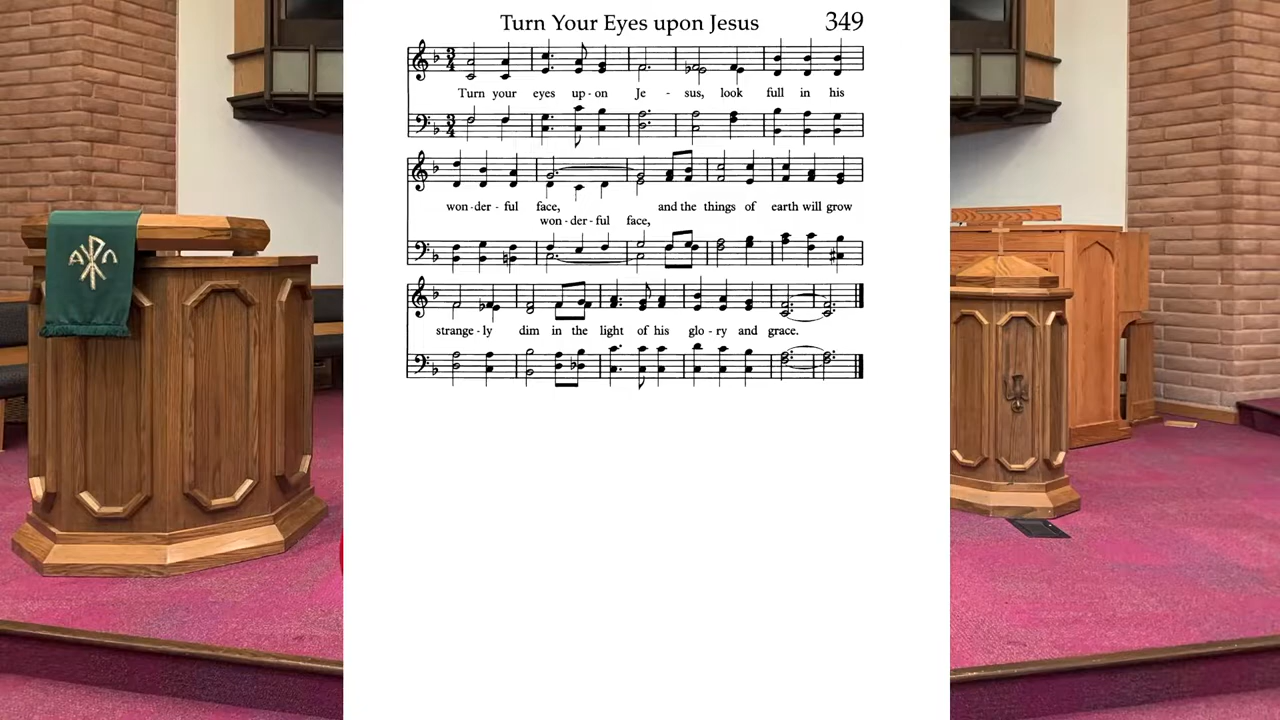 Turn Your Eyes upon Jesus 349
Turn your eyes up - on Je - sus, look full in his
won - der - ful face, and the things of earth will grow
won - der - ful face,
strange - ly dim in the light of his glo - ry and grace.